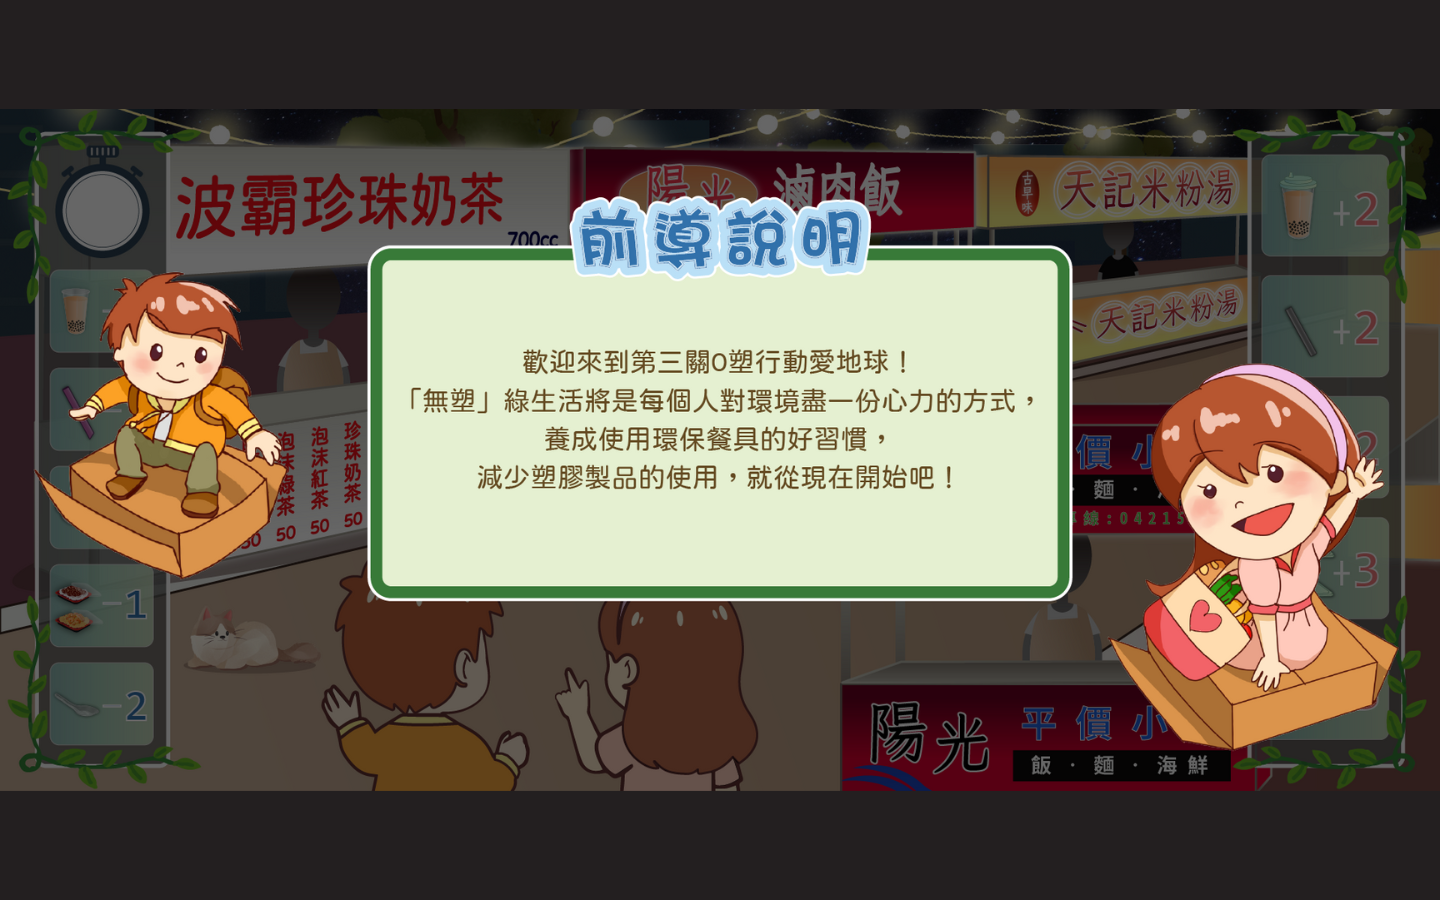 波霸珍珠奶茶
700cc
陽光
滷肉飯
古早味
天記米粉湯
天記米粉湯
前導說明
歡迎來到第三關O塑行動愛地球！
「無塑」綠生活將是每個人對環境盡一份心力的方式，
養成使用環保餐具的好習慣，
減少塑膠製品的使用，就從現在開始吧！
+2
+2
+3
-1
-2
珍珠奶茶 50
泡沫紅茶 50
泡沫綠茶 50
50
價 小
麵 ·
線:04215
陽光
平價小
飯 · 麵 · 海鮮